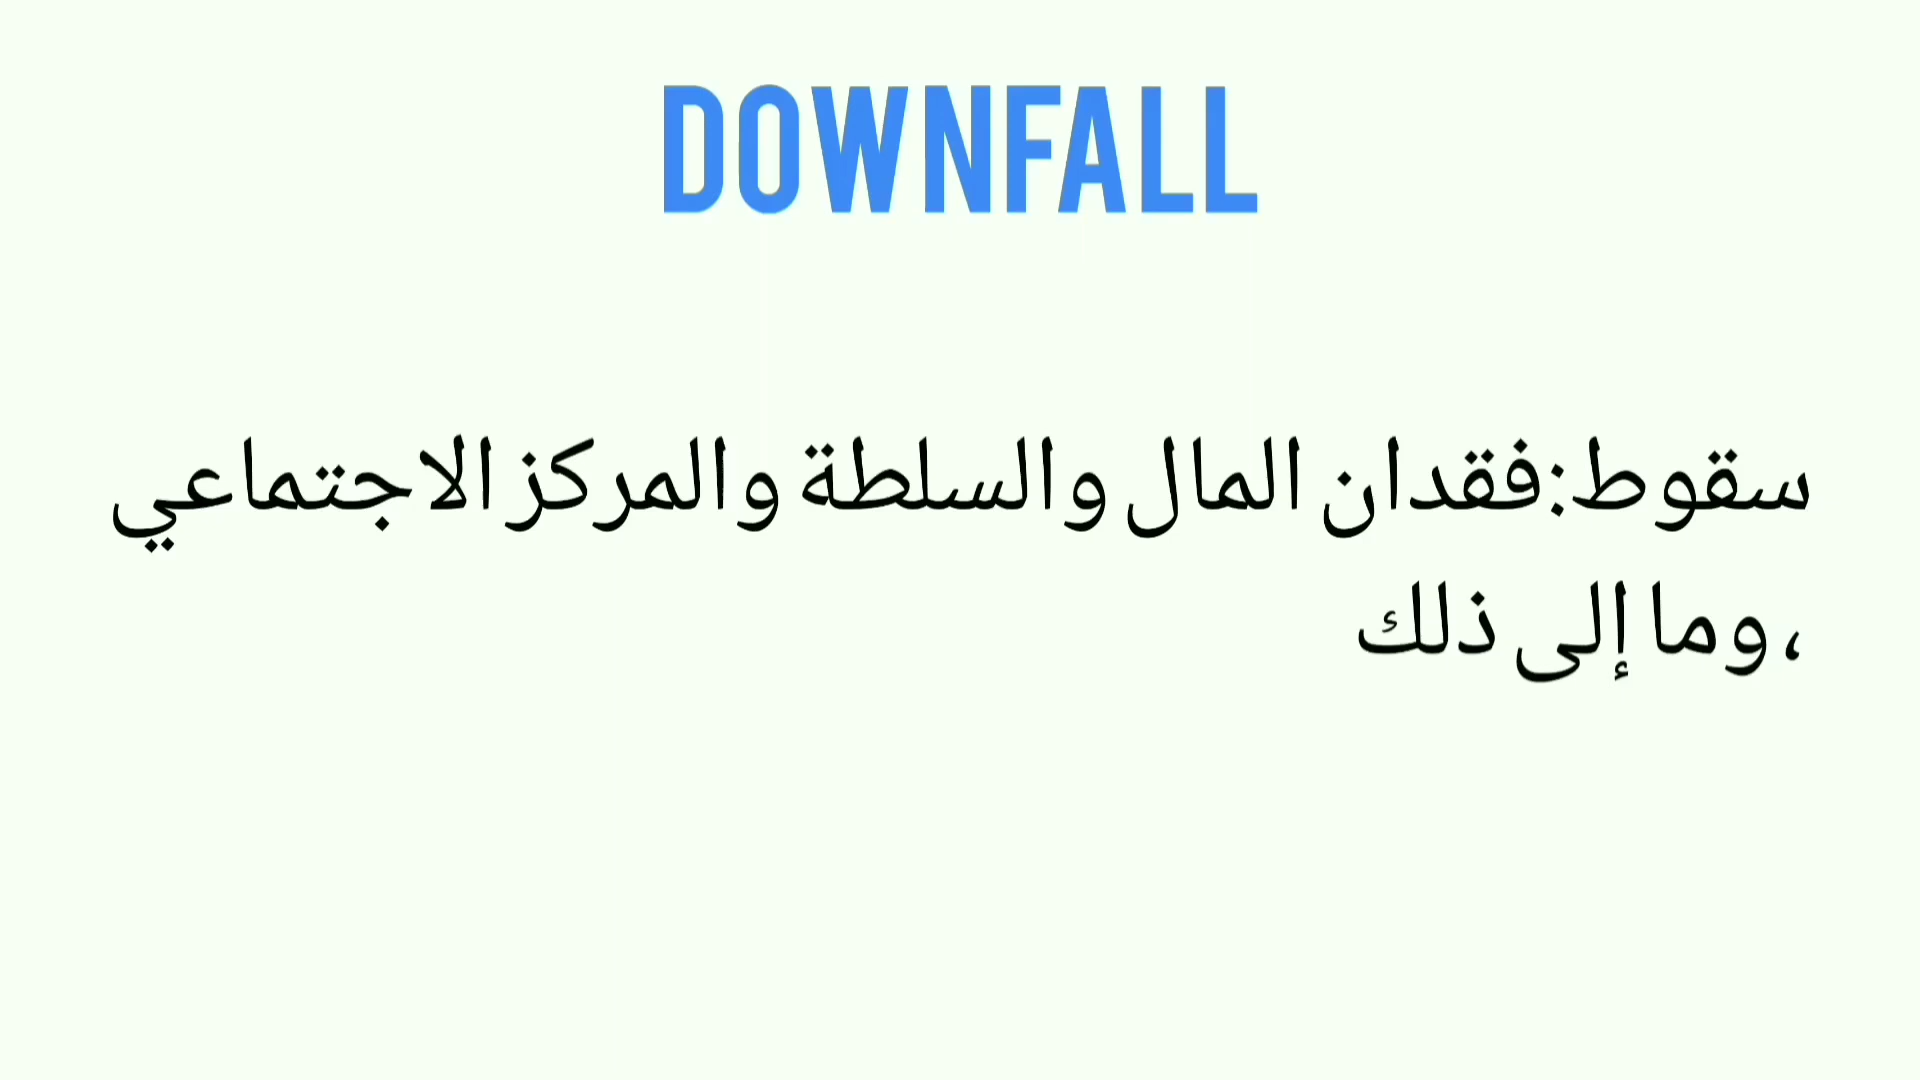 DOWNFALL
سقوط:فقدان المال والسلطة والمركز الاجتماعي
،وما إلى ذلك